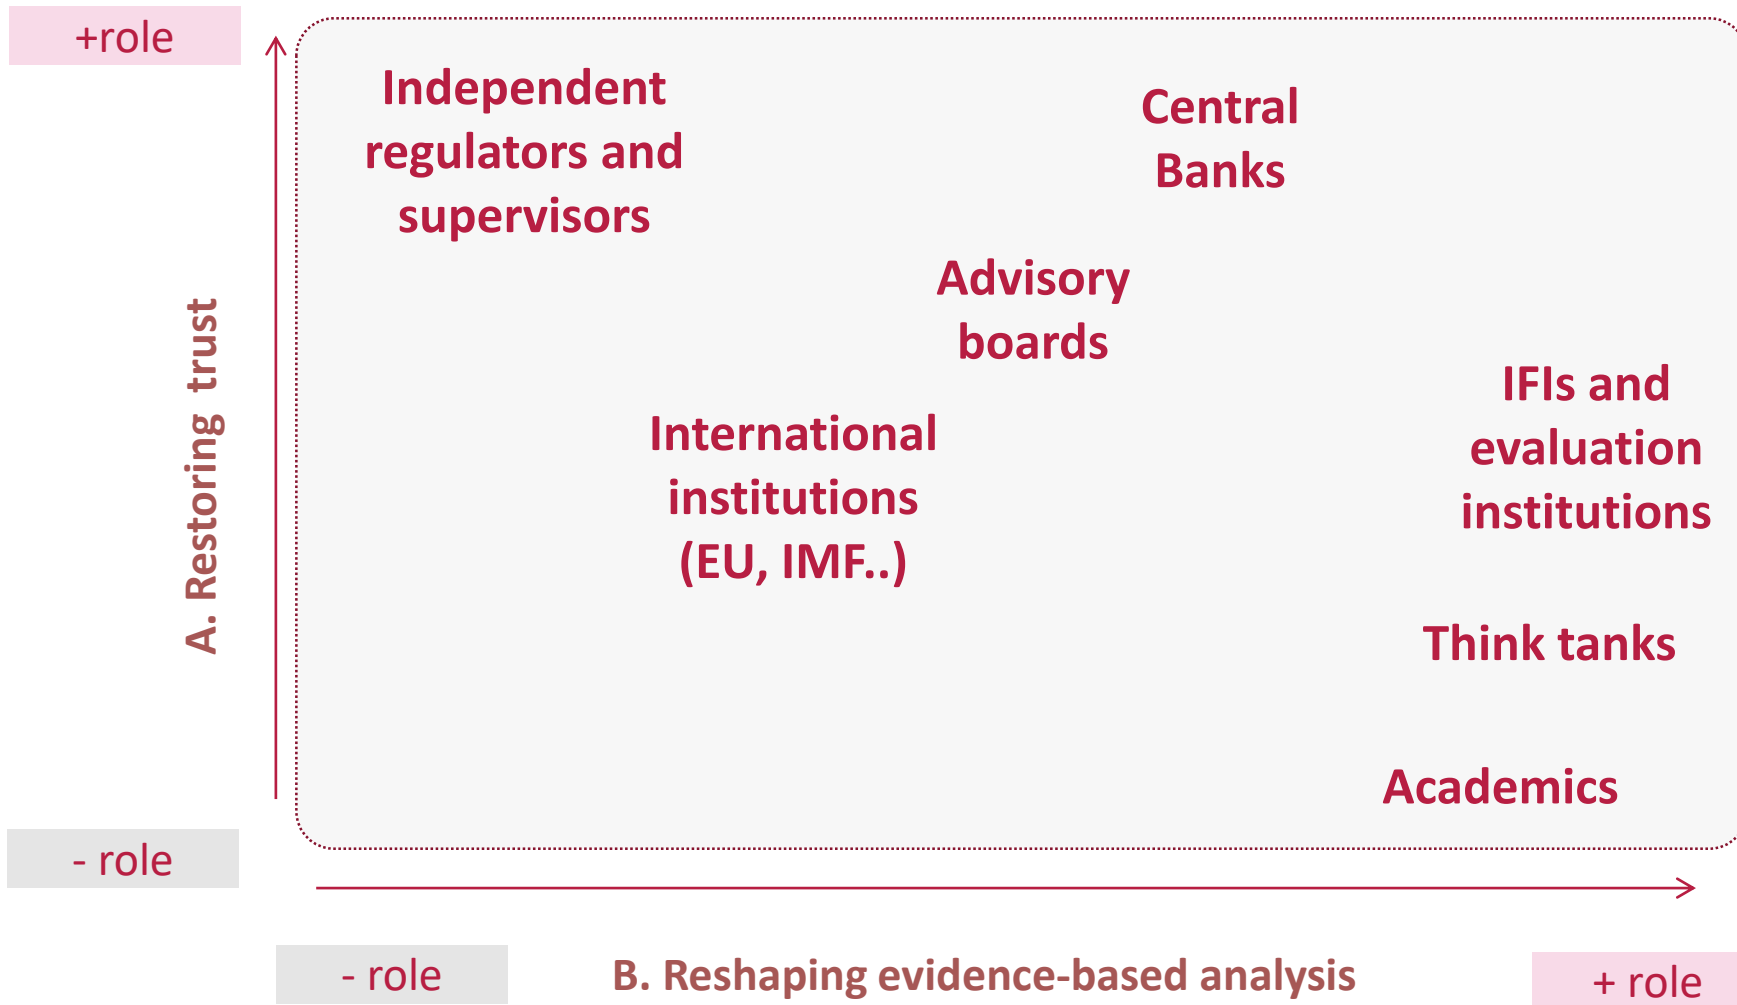 +role
Independent
regulators and
supervisors
Central
Banks
Advisory
boards
A. Restoring trust
International
institutions
(EU, IMF..)
IFIs and
evaluation
institutions
Think tanks
Academics
- role
- role
B. Reshaping evidence-based analysis
+ role